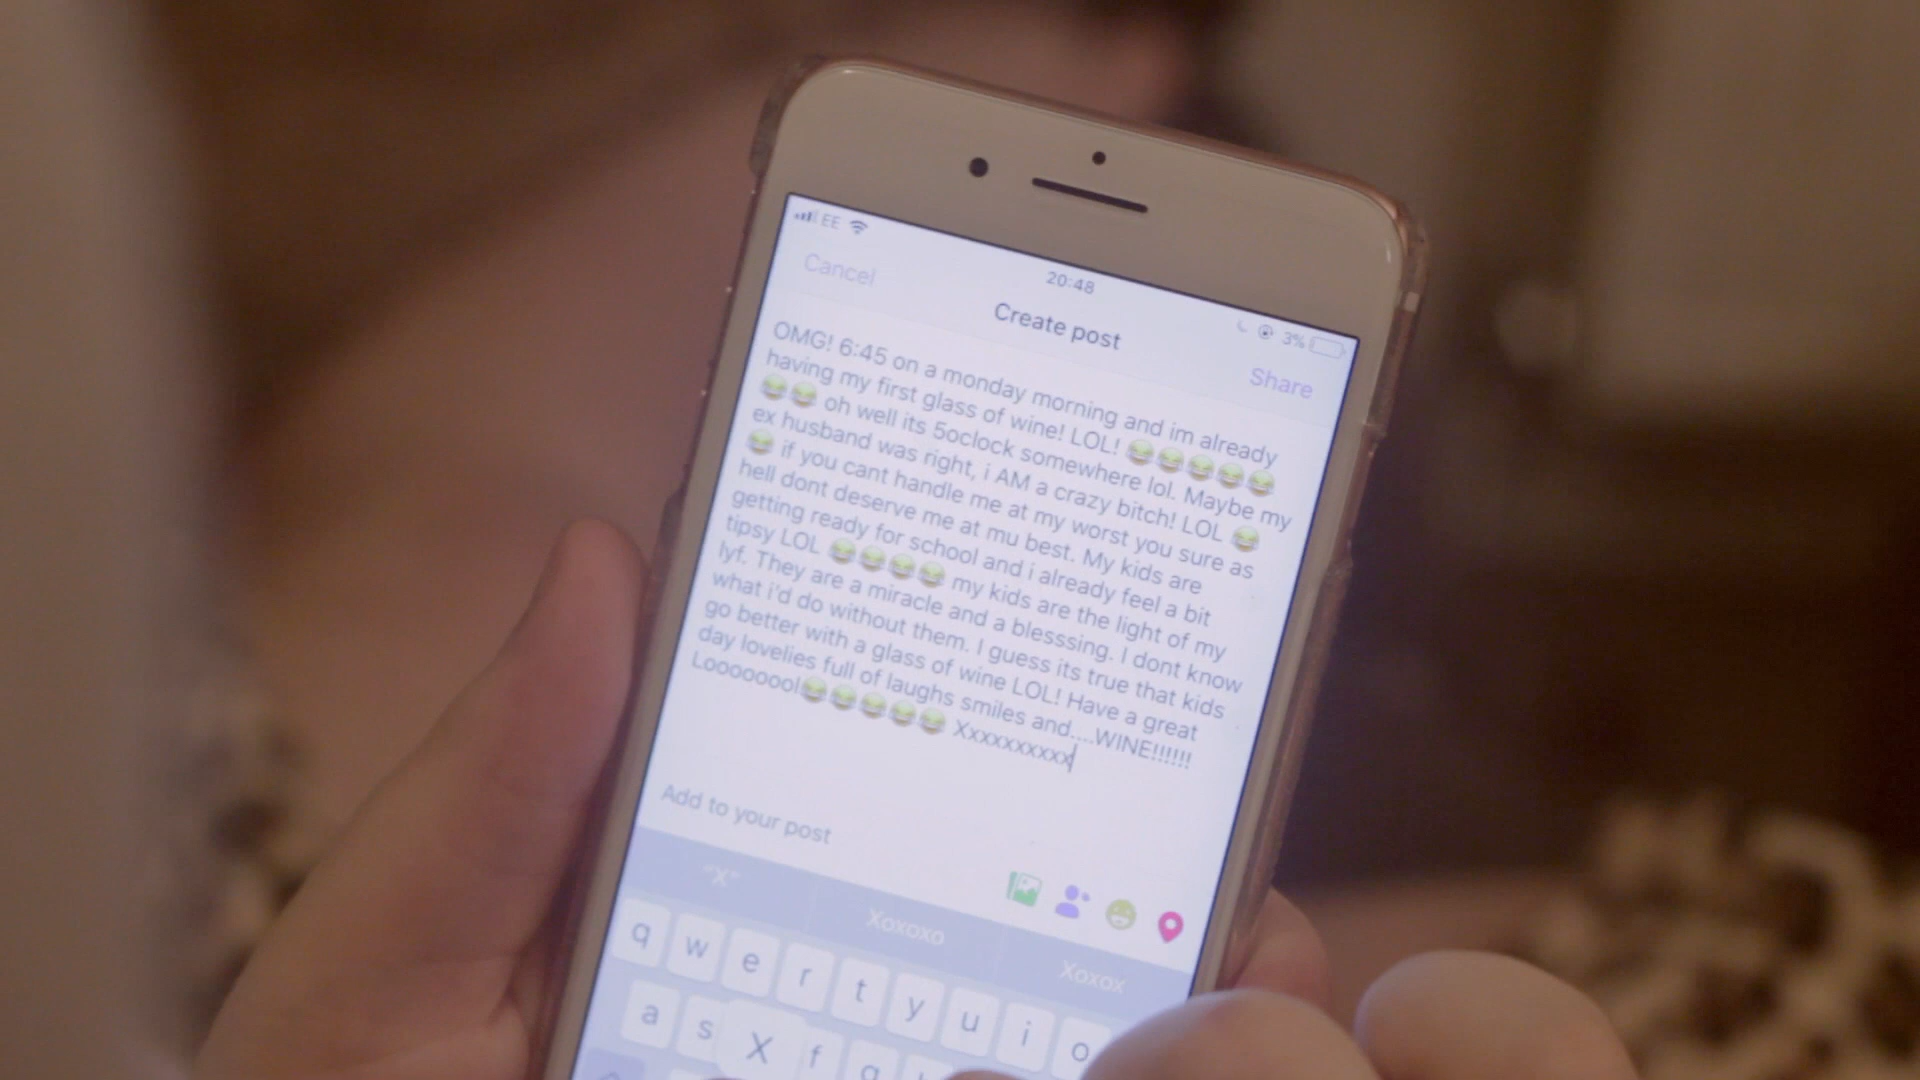 EE
20:48
3%
Cancel
Create post
Share
OMG! 6:45 on a monday morning and im already
having my first glass of wine! LOL! 😂😂😂😂😂
😂😂 oh well its 5oclock somewhere lol. Maybe my
ex husband was right, i AM a crazy bitch! LOL 😂
😂 if you cant handle me at my worst you sure as
hell dont deserve me at mu best. My kids are
getting ready for school and i already feel a bit
tipsy LOL 😂😂😂😂 my kids are the light of my
lyf. They are a miracle and a blesssing. I dont know
what i'd do without them. I guess its true that kids
go better with a glass of wine LOL! Have a great
day lovelies full of laughs smiles and....WINE!!!!!!
Loooooool😂😂😂😂😂 Xxxxxxxxxxx
Add to your post
"X"
Xoxoxo
Xoxox
q w e r t y u i o
a s X f g